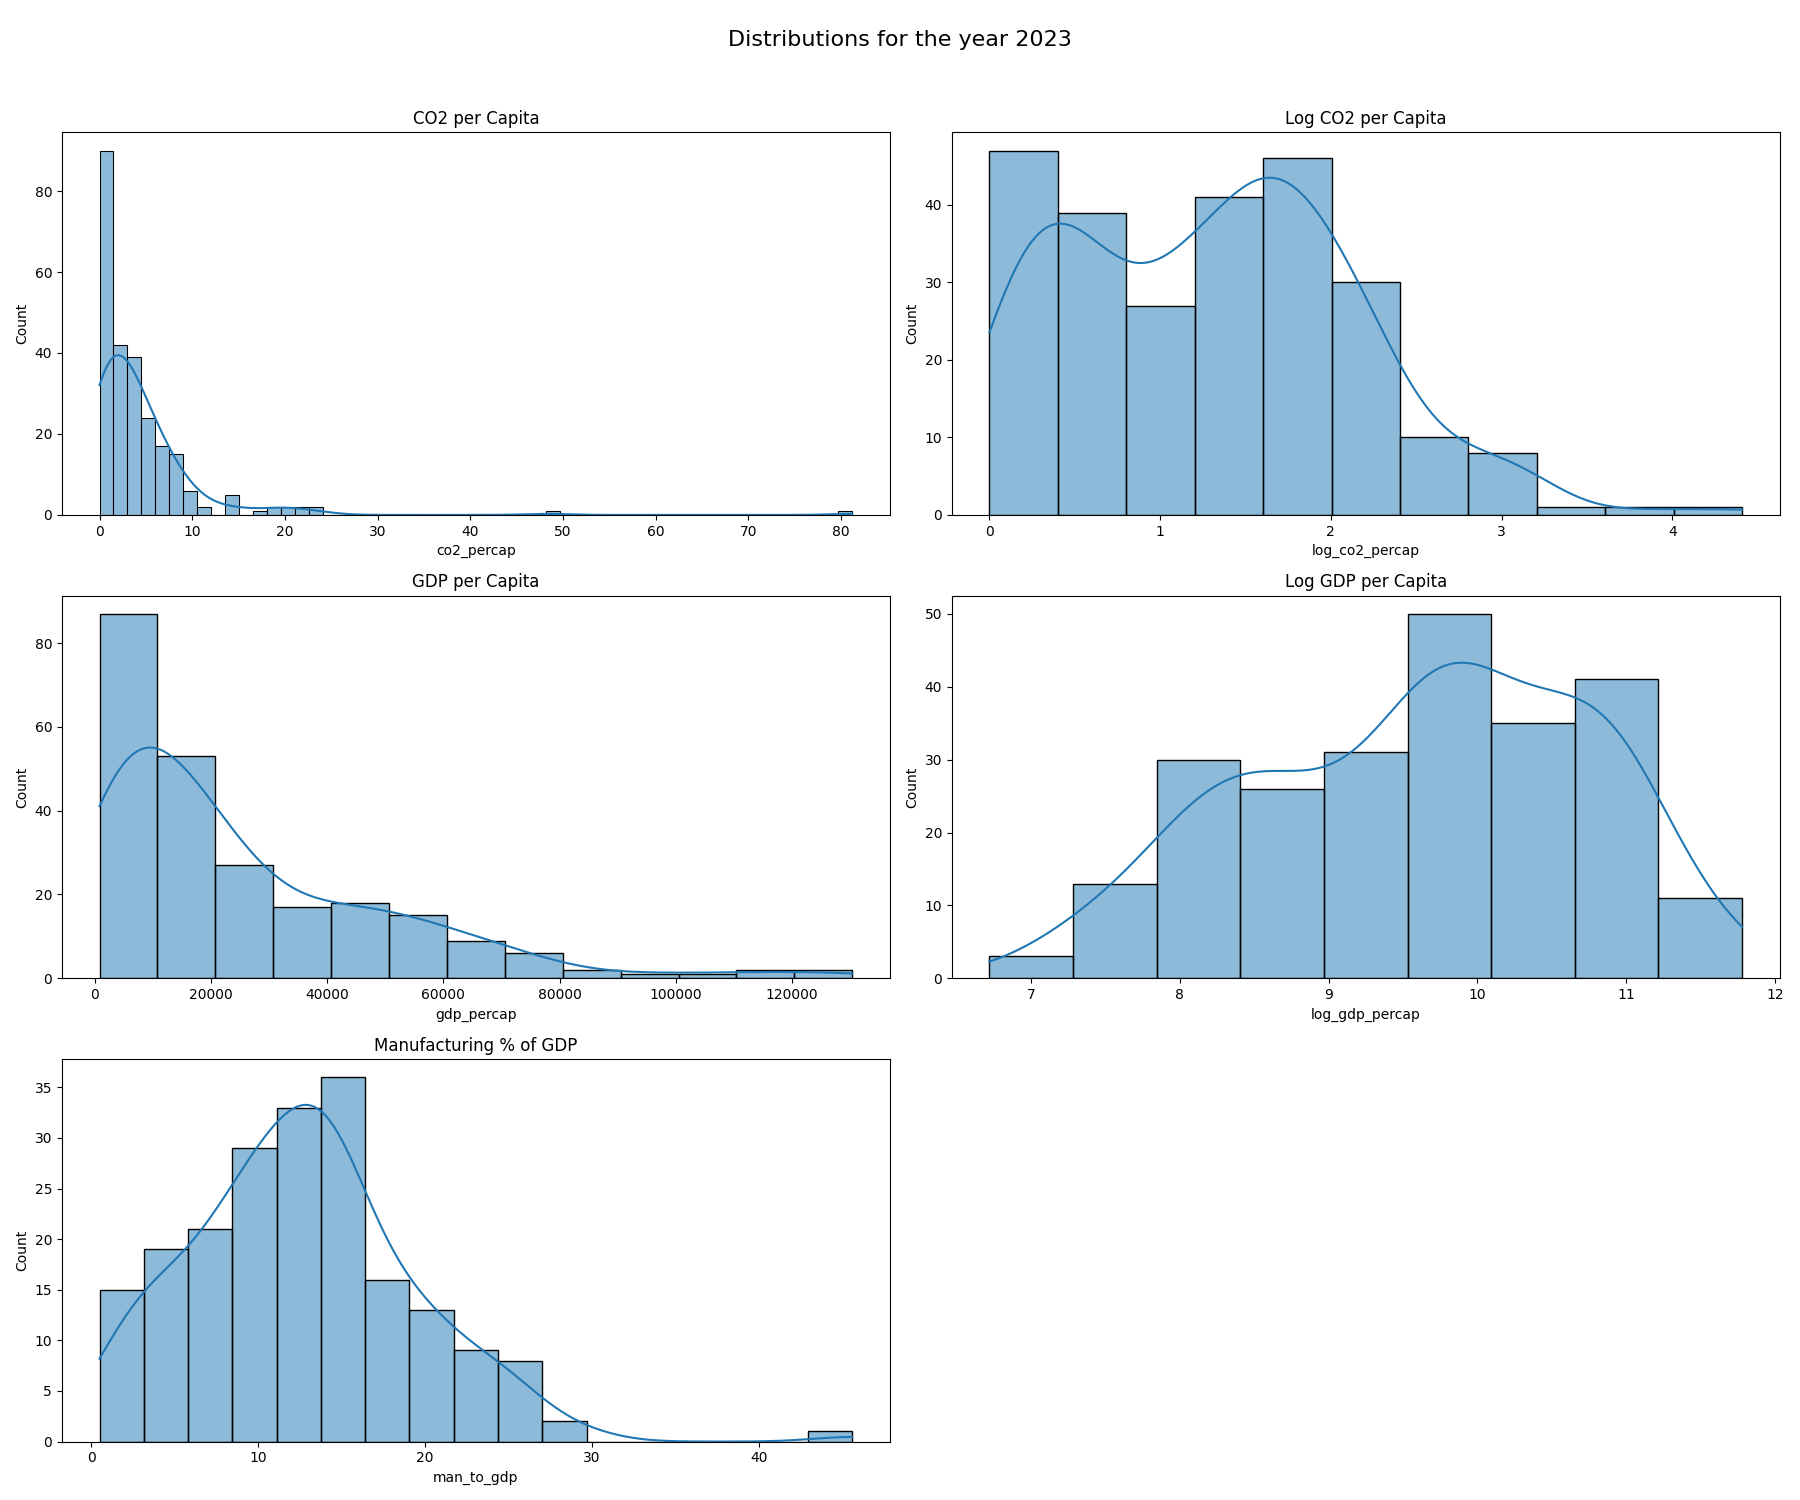 Distributions for the year 2023
CO2 per Capita
Count
80
60
40
20
0
0 10 20 30 40 50 60 70 80
co2_percap
Log CO2 per Capita
Count
40
30
20
10
0
0 1 2 3 4
log_co2_percap
GDP per Capita
Count
80
60
40
20
0
0 20000 40000 60000 80000 100000 120000
gdp_percap
Log GDP per Capita
Count
50
40
30
20
10
0
7 8 9 10 11 12
log_gdp_percap
Manufacturing % of GDP
Count
35
30
25
20
15
10
5
0
0 10 20 30 40
man_to_gdp